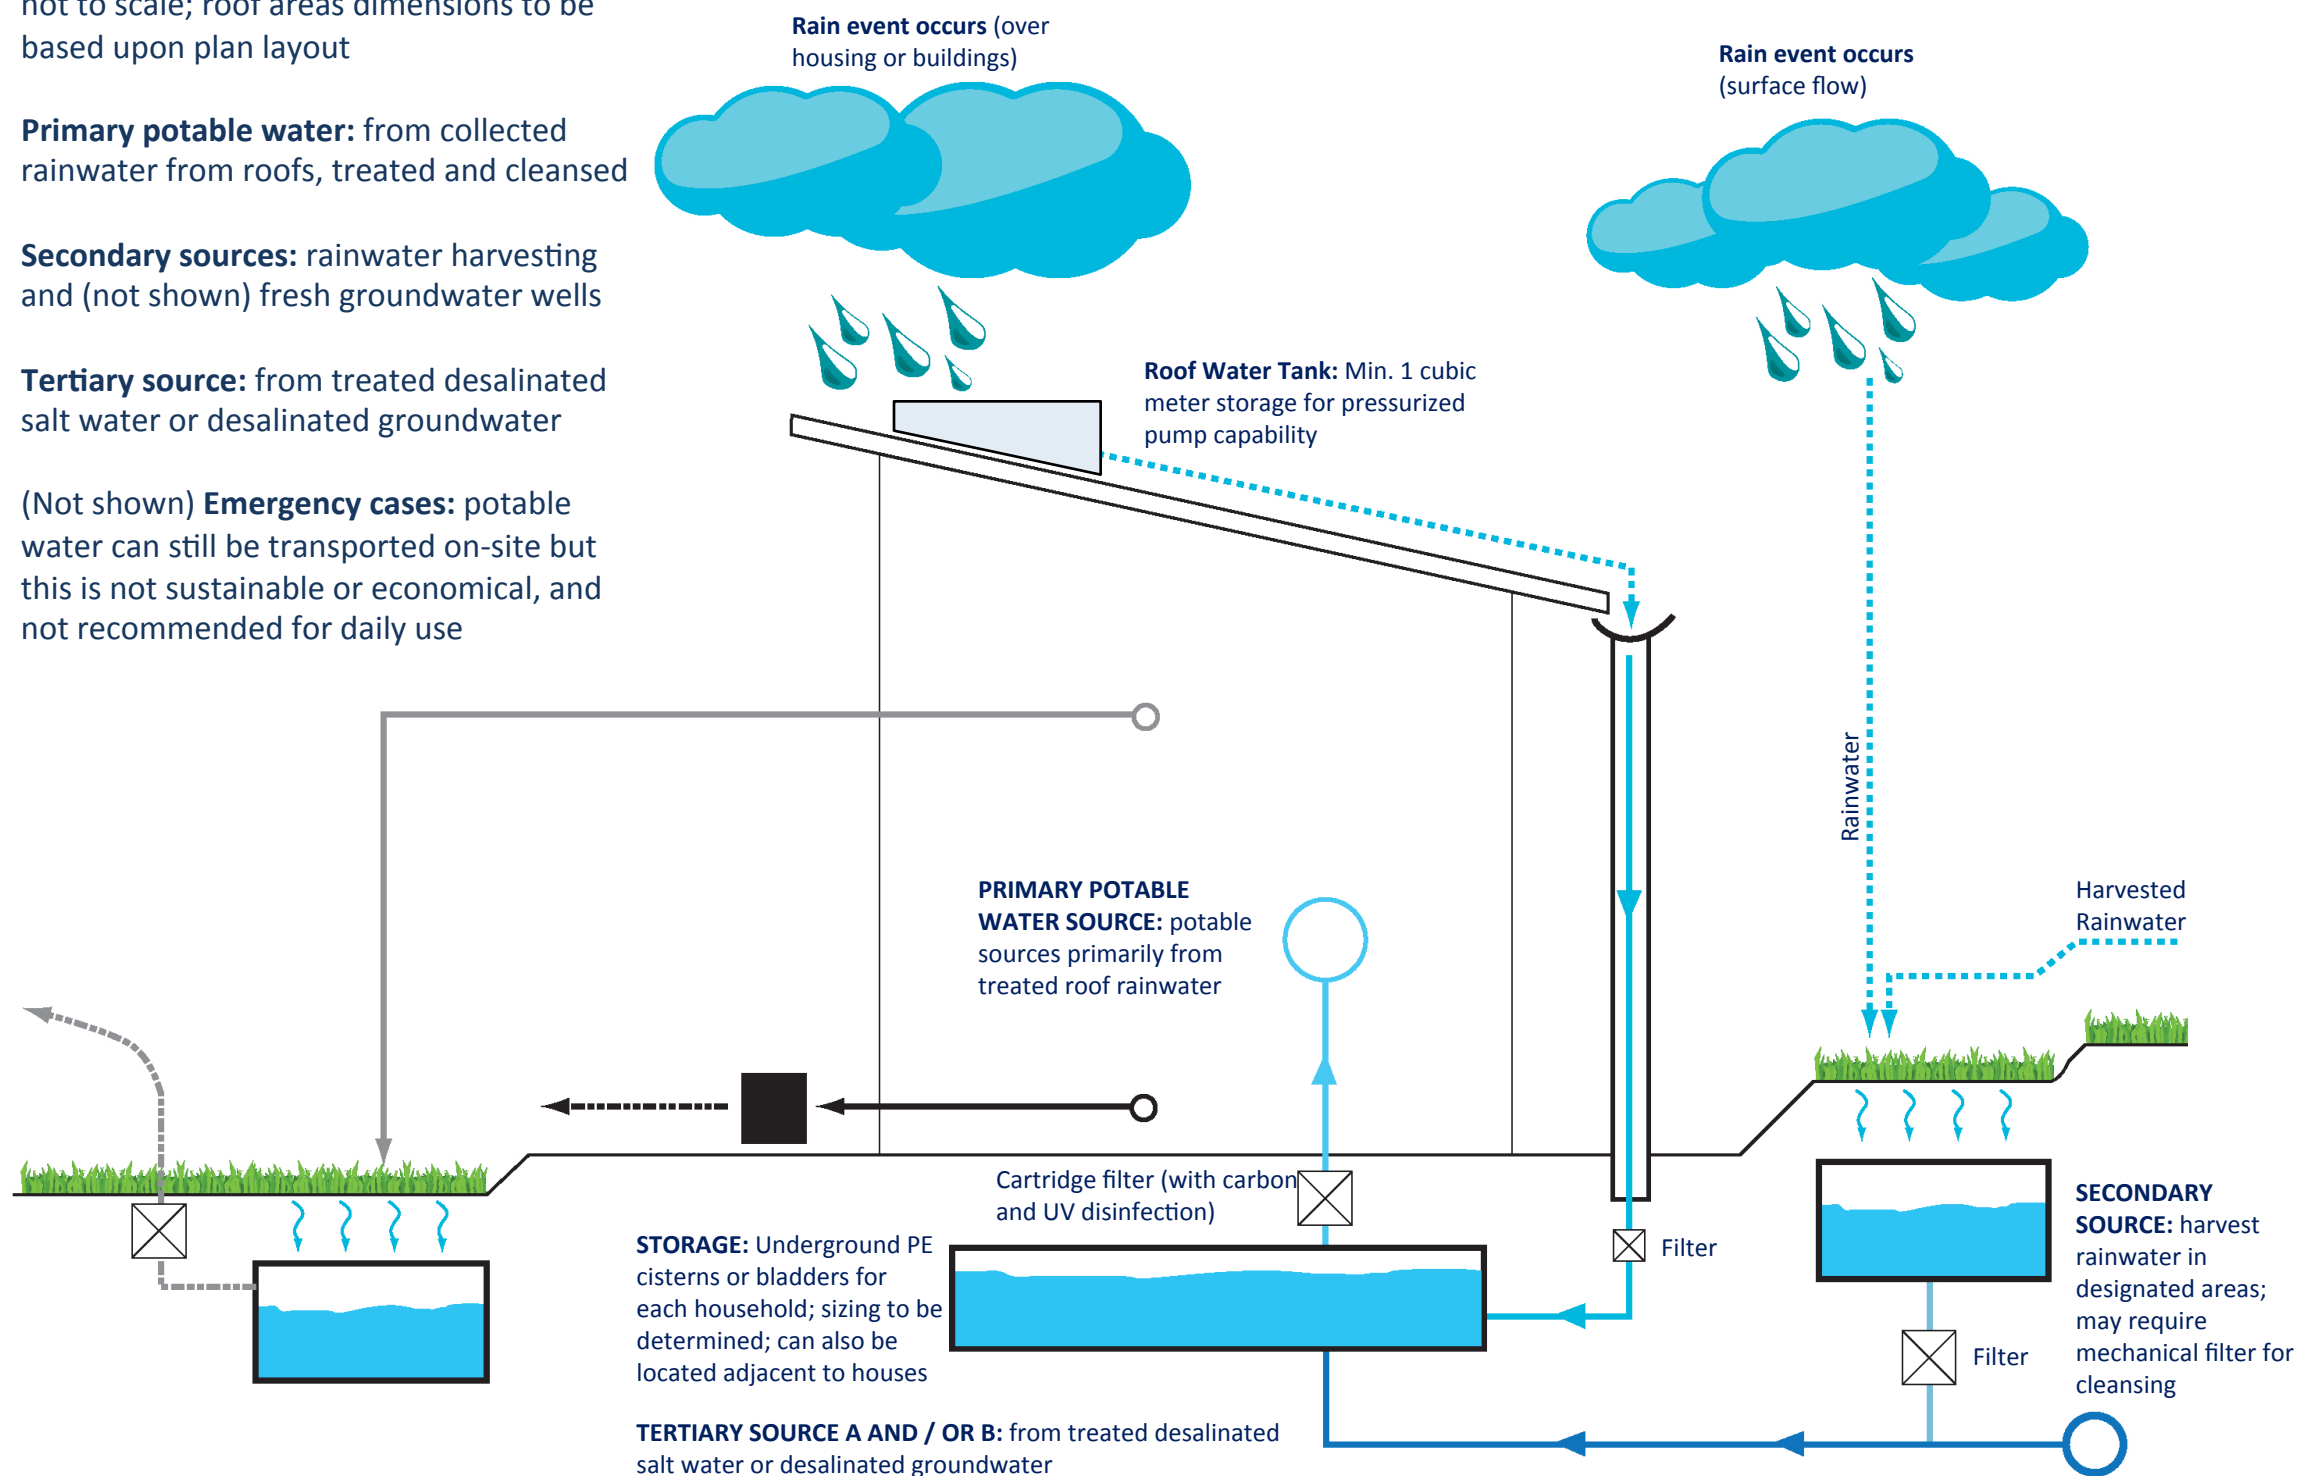 not to scale; roof areas dimensions to be
based upon plan layout
Primary potable water: from collected
rainwater from roofs, treated and cleansed
Secondary sources: rainwater harvesting
and (not shown) fresh groundwater wells
Tertiary source: from treated desalinated
salt water or desalinated groundwater
(Not shown) Emergency cases: potable
water can still be transported on-site but
this is not sustainable or economical, and
not recommended for daily use
Rain event occurs (over
housing or buildings)
Rain event occurs
(surface flow)
Roof Water Tank: Min. 1 cubic
meter storage for pressurized
pump capability
Rainwater
Harvested
Rainwater
PRIMARY POTABLE
WATER SOURCE: potable
sources primarily from
treated roof rainwater
Cartridge filter (with carbon
and UV disinfection)
Filter
STORAGE: Underground PE
cisterns or bladders for
each household; sizing to be
determined; can also be
located adjacent to houses
SECONDARY
SOURCE: harvest
rainwater in
designated areas;
may require
mechanical filter for
cleansing
Filter
TERTIARY SOURCE A AND / OR B: from treated desalinated
salt water or desalinated groundwater